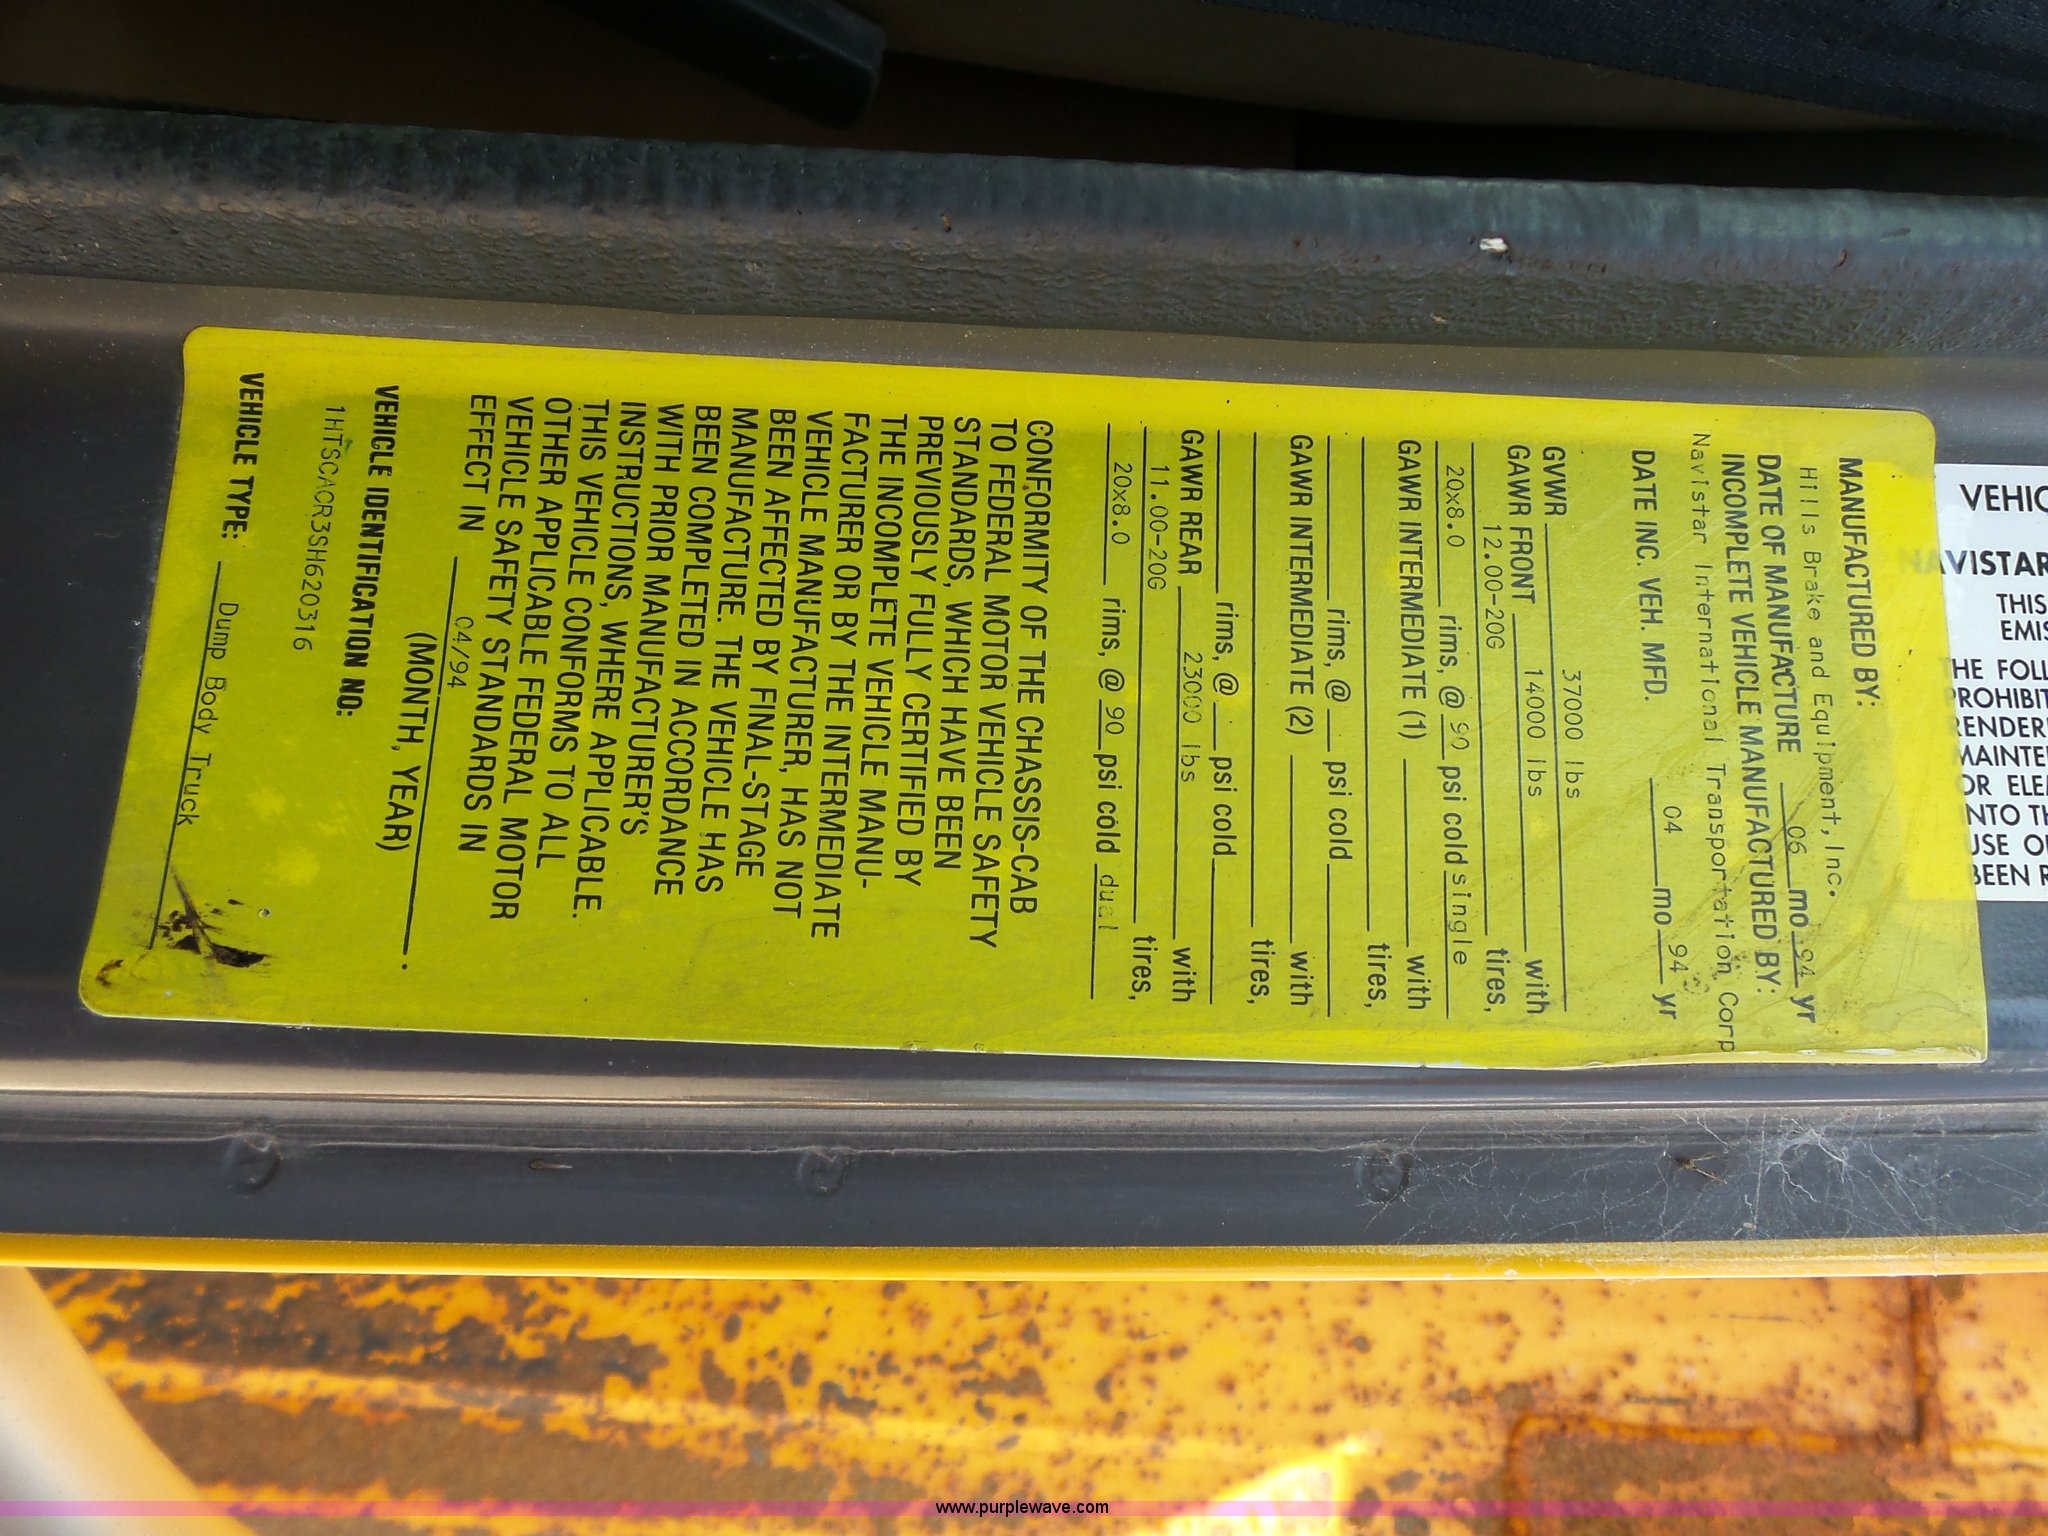 MANUFACTURED BY:
Hills Brake and Equipment, Inc.
DATE OF MANUFACTURE 06 mo 94 yr
INCOMPLETE VEHICLE MANUFACTURED BY:
Navistar International Transportation Corp
DATE INC. VEH. MFD. 04 mo 94 yr
GVWR 37000 lbs
GAWR FRONT 14000 lbs with
12.00-20G tires,
20x8.0 rims, @ 90 psi cold single
GAWR INTERMEDIATE (1) with
tires,
rims, @ psi cold
GAWR INTERMEDIATE (2) with
tires,
rims, @ psi cold
GAWR REAR 23000 lbs with
11.00-20G tires,
20x8.0 rims, @ 90 psi cold dual
CONFORMITY OF THE CHASSIS-CAB
TO FEDERAL MOTOR VEHICLE SAFETY
STANDARDS, WHICH HAVE BEEN
PREVIOUSLY FULLY CERTIFIED BY
THE INCOMPLETE VEHICLE MANU-
FACTURER OR BY THE INTERMEDIATE
VEHICLE MANUFACTURER, HAS NOT
BEEN AFFECTED BY FINAL-STAGE
MANUFACTURE. THE VEHICLE HAS
BEEN COMPLETED IN ACCORDANCE
WITH PRIOR MANUFACTURER'S
INSTRUCTIONS, WHERE APPLICABLE.
THIS VEHICLE CONFORMS TO ALL
OTHER APPLICABLE FEDERAL MOTOR
VEHICLE SAFETY STANDARDS IN
EFFECT IN 04/94.
(MONTH, YEAR)
VEHICLE IDENTIFICATION NO:
1HTSCACR3SH620316
VEHICLE TYPE: Dump Body Truck
VEHIC
NAVISTAR
THIS
EMIS
THE FOLL
PROHIBIT
RENDER
MAINTE
OR ELEM
INTO TH
USE O
BEEN R
www.purplewave.com